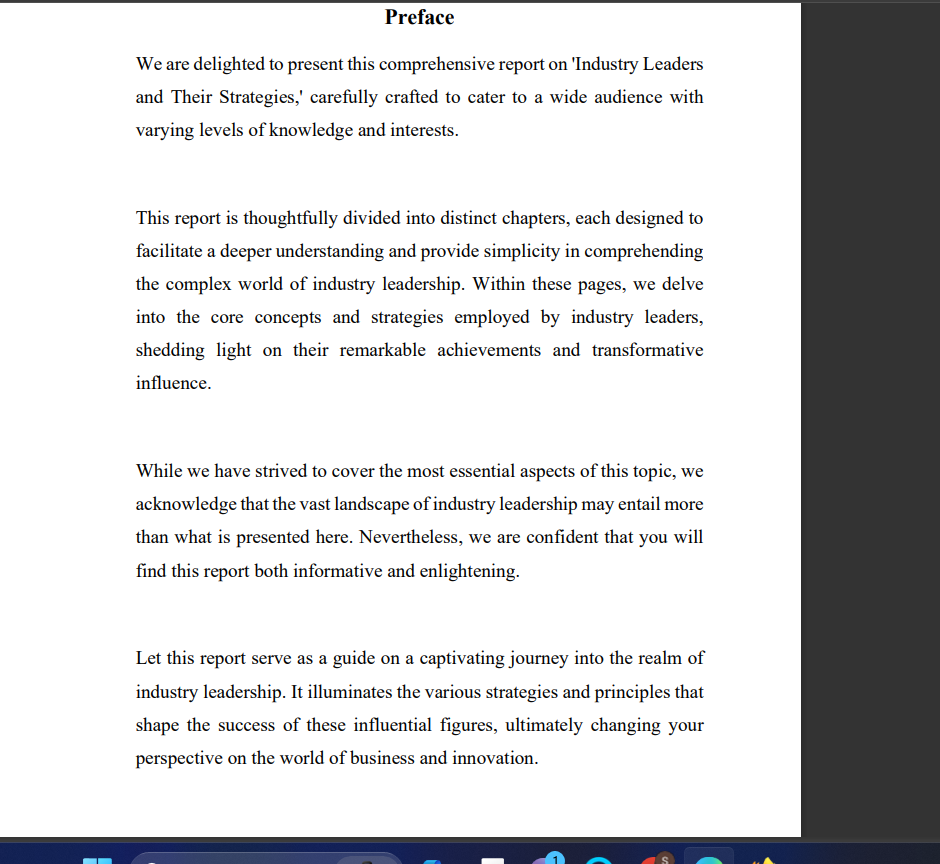 Preface
We are delighted to present this comprehensive report on 'Industry Leaders
and Their Strategies,' carefully crafted to cater to a wide audience with
varying levels of knowledge and interests.
This report is thoughtfully divided into distinct chapters, each designed to
facilitate a deeper understanding and provide simplicity in comprehending
the complex world of industry leadership. Within these pages, we delve
into the core concepts and strategies employed by industry leaders,
shedding light on their remarkable achievements and transformative
influence.
While we have strived to cover the most essential aspects of this topic, we
acknowledge that the vast landscape of industry leadership may entail more
than what is presented here. Nevertheless, we are confident that you will
find this report both informative and enlightening.
Let this report serve as a guide on a captivating journey into the realm of
industry leadership. It illuminates the various strategies and principles that
shape the success of these influential figures, ultimately changing your
perspective on the world of business and innovation.
1
S